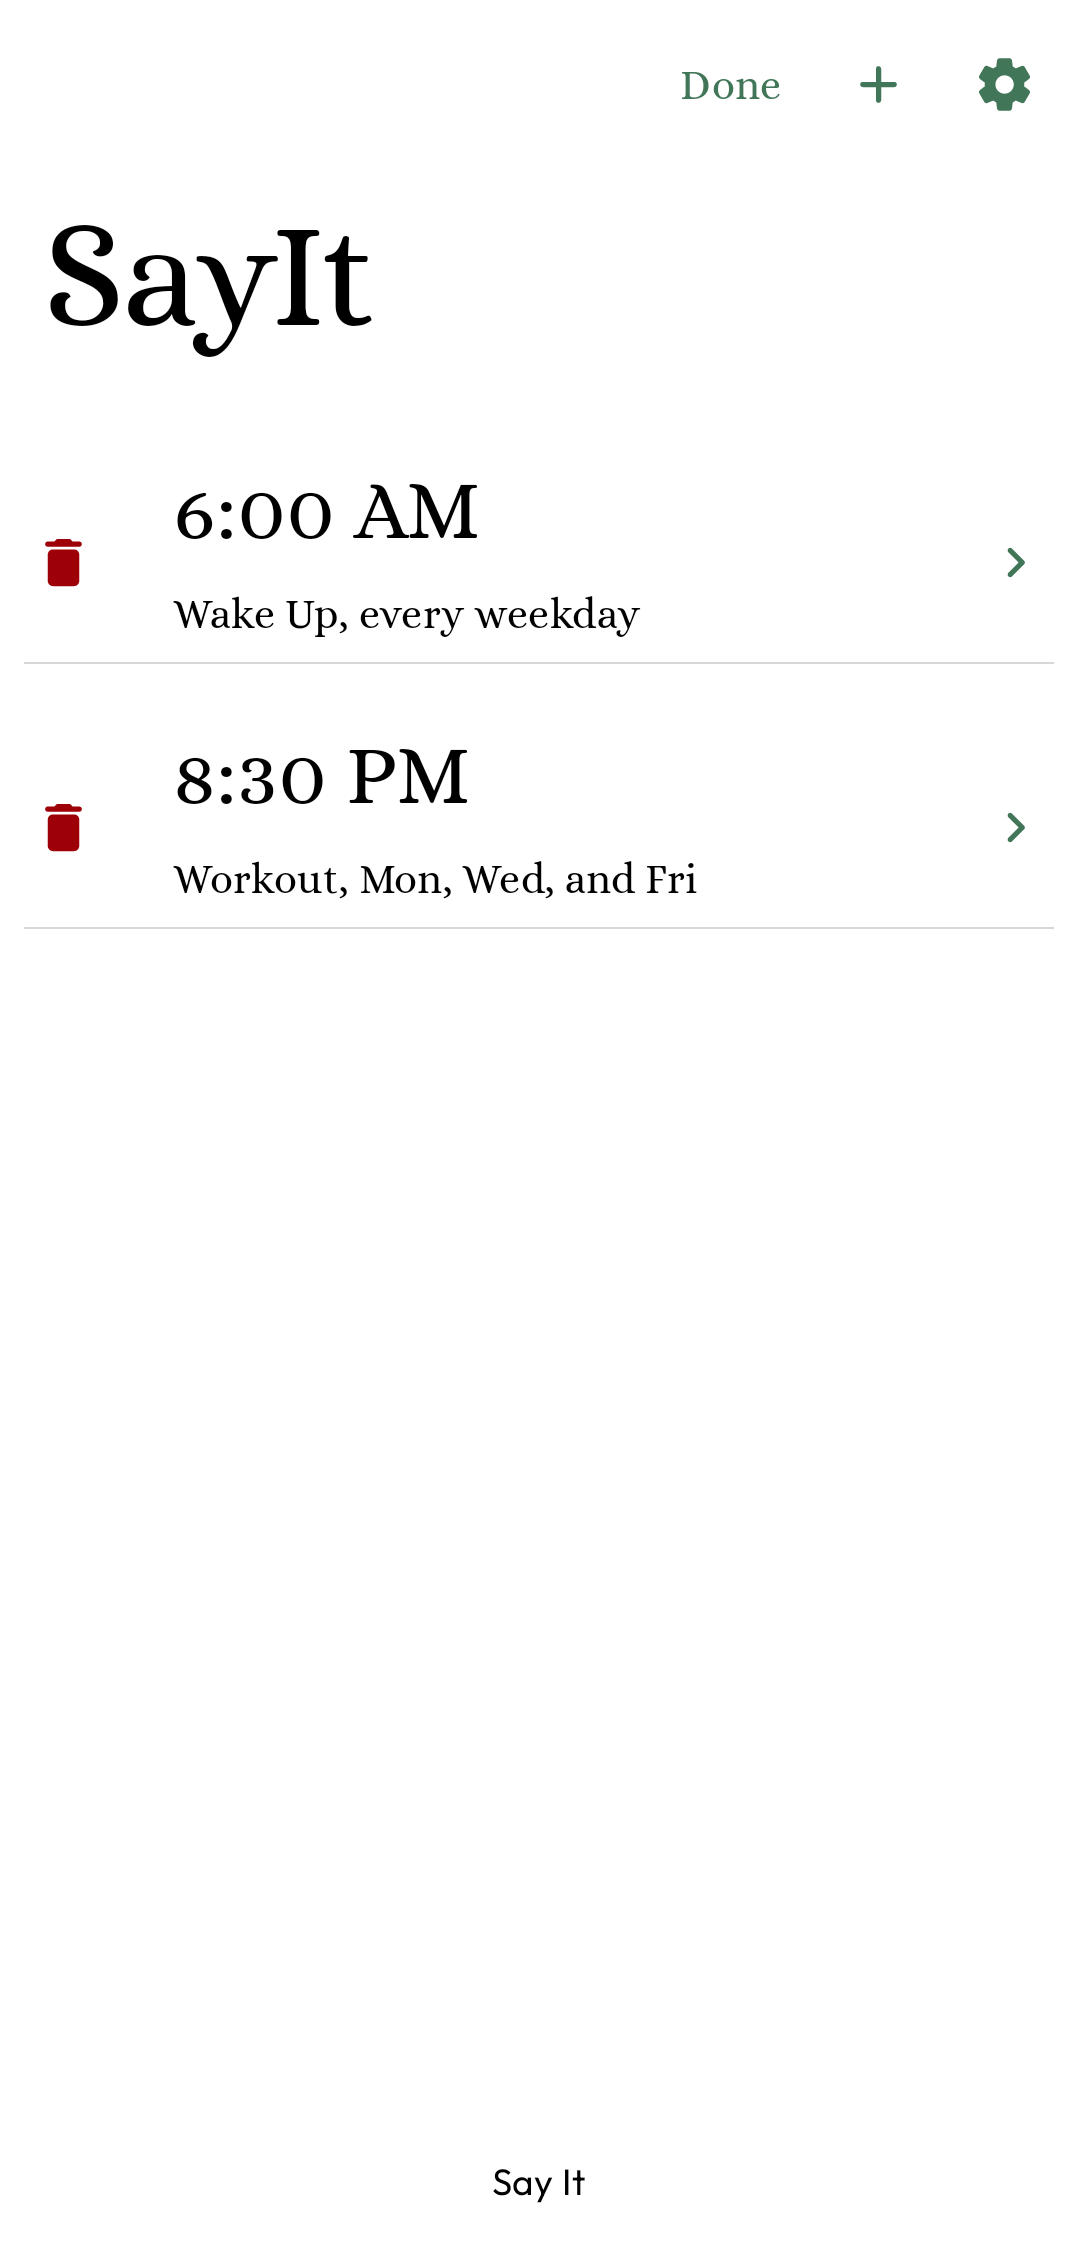 Done
SayIt
6:00 AM
Wake Up, every weekday
8:30 PM
Workout, Mon, Wed, and Fri
Say It